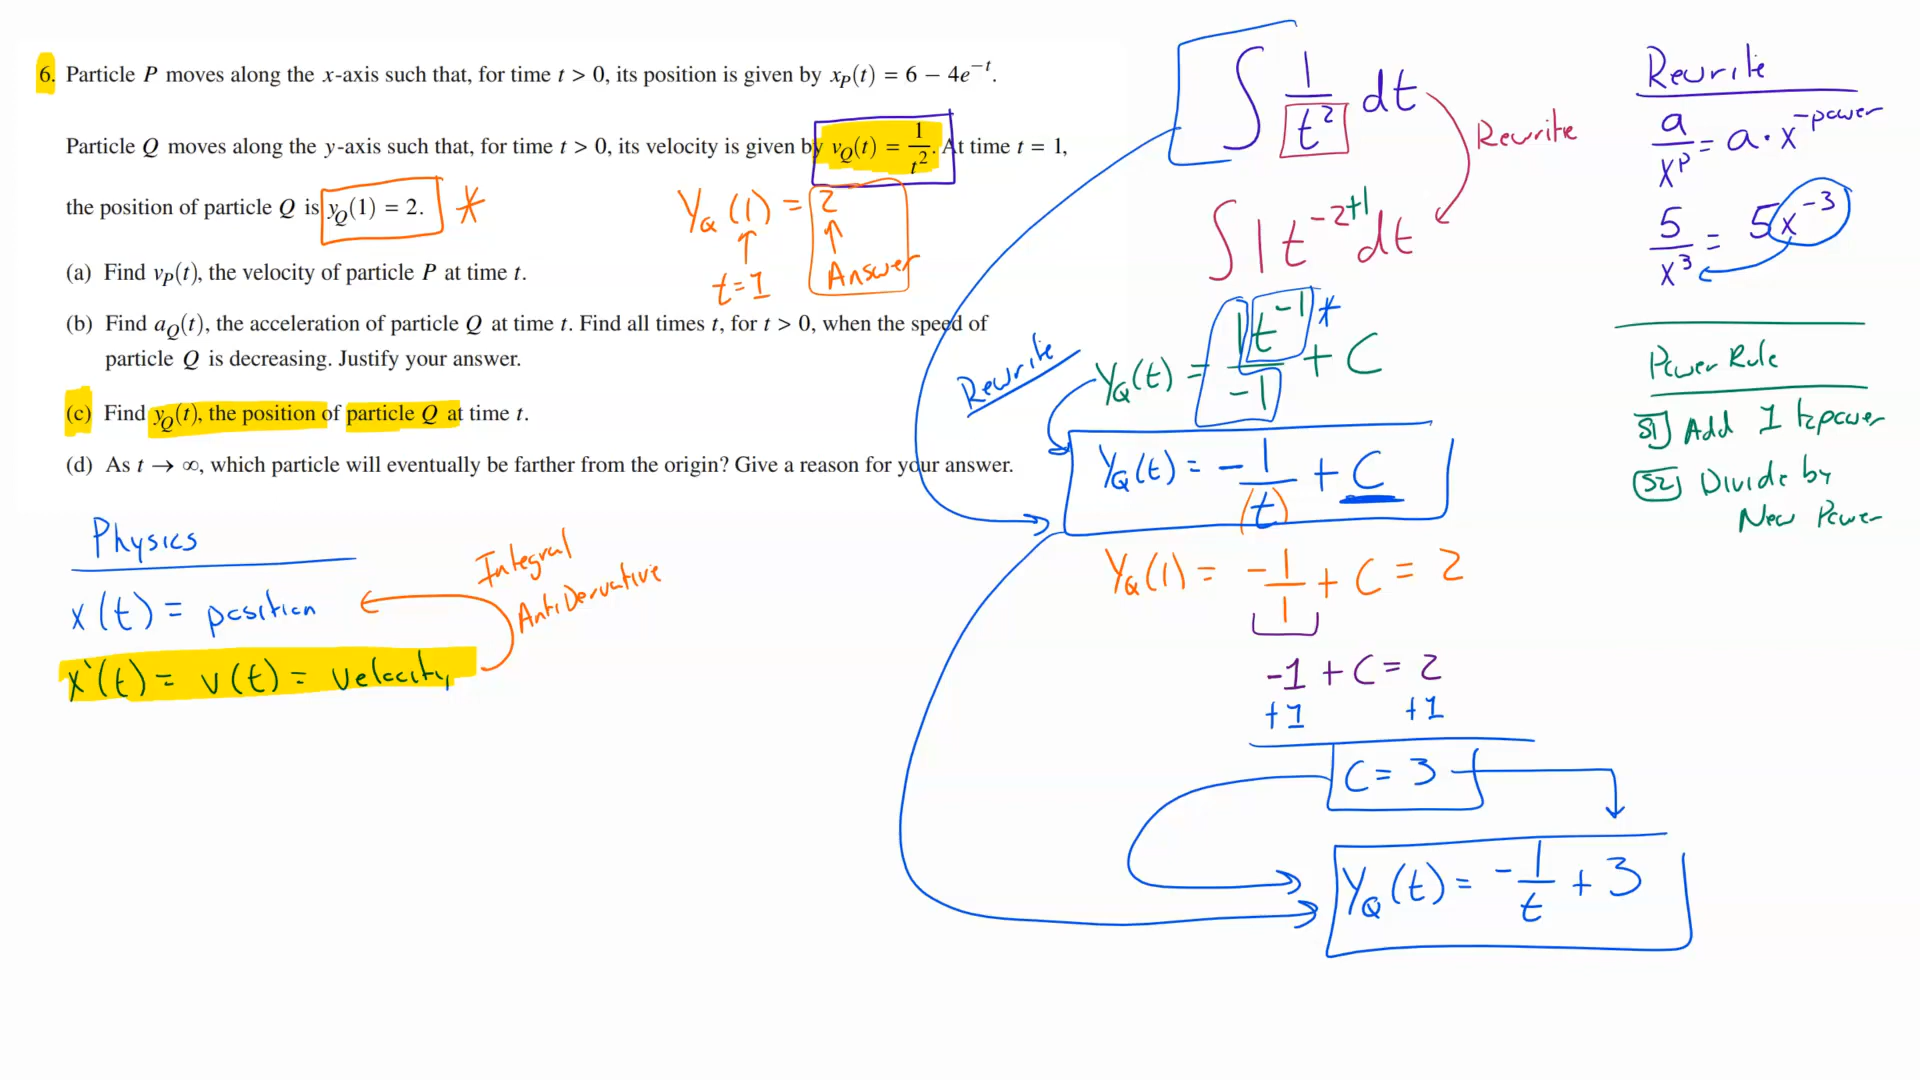 6. Particle P moves along the x-axis such that, for time t > 0, its position is given by x_P(t) = 6 − 4e^{−t}.
Particle Q moves along the y-axis such that, for time t > 0, its velocity is given by v_Q(t) = 1/t². At time t = 1,
the position of particle Q is y_Q(1) = 2. *
Y_Q(1) = 2
t=1
Answer
(a) Find v_P(t), the velocity of particle P at time t.
(b) Find a_Q(t), the acceleration of particle Q at time t. Find all times t, for t > 0, when the speed of
particle Q is decreasing. Justify your answer.
(c) Find y_Q(t), the position of particle Q at time t.
(d) As t → ∞, which particle will eventually be farther from the origin? Give a reason for your answer.
Physics
x(t) = position
x'(t) = v(t) = velocity
Integral
AntiDerivative
∫ 1/t² dt
Rewrite
∫ 1 t^{-2+1} dt
Rewrite
Y_Q(t) = 1t^{-1}/-1 + C *
Y_Q(t) = -1/(t) + C
Y_Q(1) = -1/1 + C = 2
-1 + C = 2
+1 +1
C = 3
Y_Q(t) = -1/t + 3
Rewrite
a/x^p = a · x^{-power}
5/x³ = 5x^{-3}
Power Rule
S1 Add 1 to power
S2 Divide by
New Power